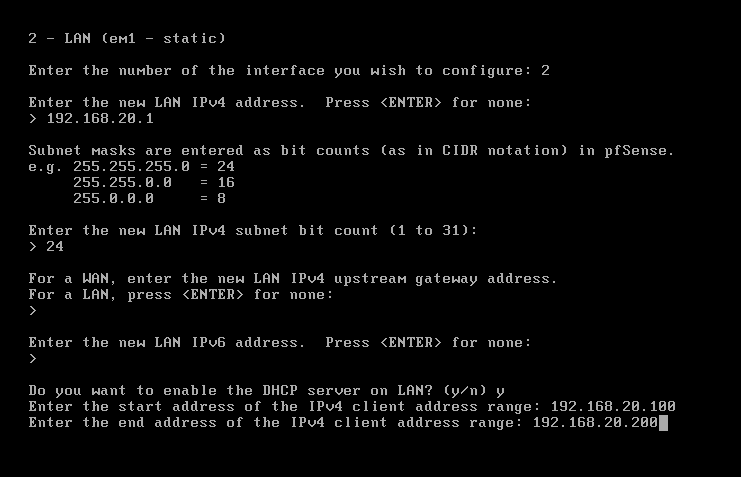 2 - LAN (em1 - static)
Enter the number of the interface you wish to configure: 2
Enter the new LAN IPv4 address.  Press <ENTER> for none:
> 192.168.20.1
Subnet masks are entered as bit counts (as in CIDR notation) in pfSense.
e.g. 255.255.255.0 = 24
     255.255.0.0   = 16
     255.0.0.0     = 8
Enter the new LAN IPv4 subnet bit count (1 to 31):
> 24
For a WAN, enter the new LAN IPv4 upstream gateway address.
For a LAN, press <ENTER> for none:
>
Enter the new LAN IPv6 address.  Press <ENTER> for none:
>
Do you want to enable the DHCP server on LAN? (y/n) y
Enter the start address of the IPv4 client address range: 192.168.20.100
Enter the end address of the IPv4 client address range: 192.168.20.200